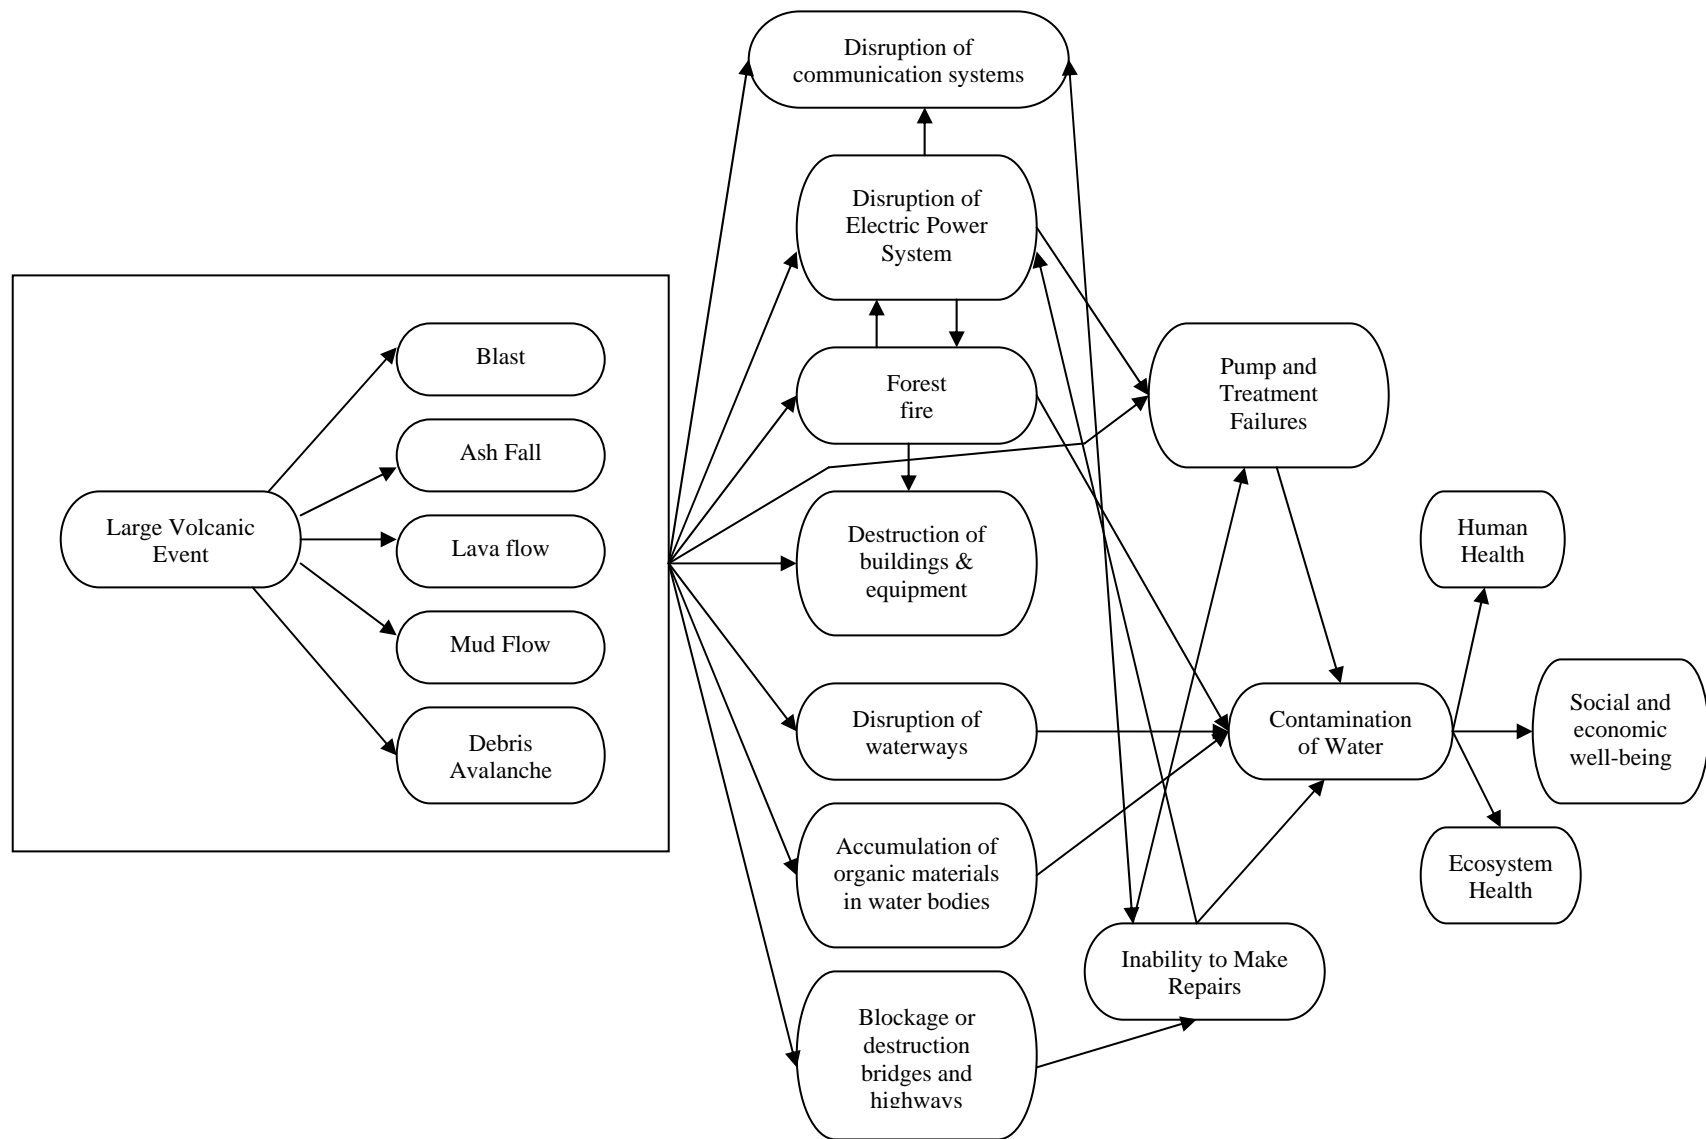 Disruption of
communication systems
Disruption of
Electric Power
System
Blast
Forest
fire
Pump and
Treatment
Failures
Ash Fall
Large Volcanic
Event
Lava flow
Destruction of
buildings &
equipment
Human
Health
Mud Flow
Disruption of
waterways
Contamination
of Water
Social and
economic
well-being
Debris
Avalanche
Accumulation of
organic materials
in water bodies
Ecosystem
Health
Inability to Make
Repairs
Blockage or
destruction
bridges and
highways